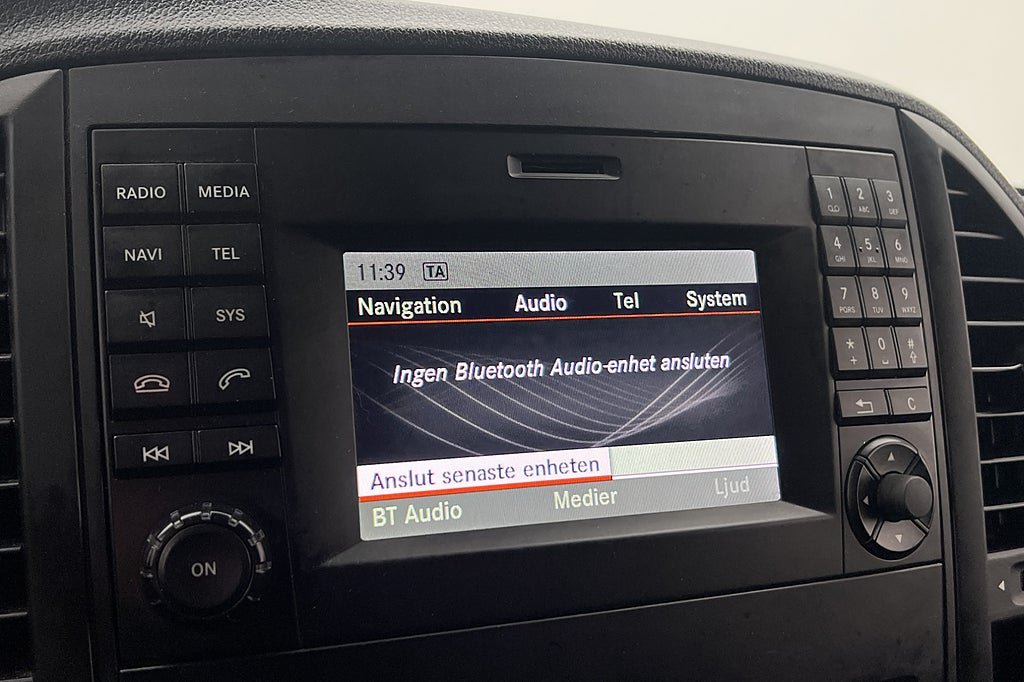 RADIO MEDIA
NAVI TEL
SYS
ON
11:39 TA
Navigation Audio Tel System
Ingen Bluetooth Audio-enhet ansluten
Anslut senaste enheten
BT Audio Medier Ljud
1 2 3
ABC DEF
4 5 6
GHI JKL MNO
7 8 9
PQRS TUV WXYZ
* 0 #
+
C